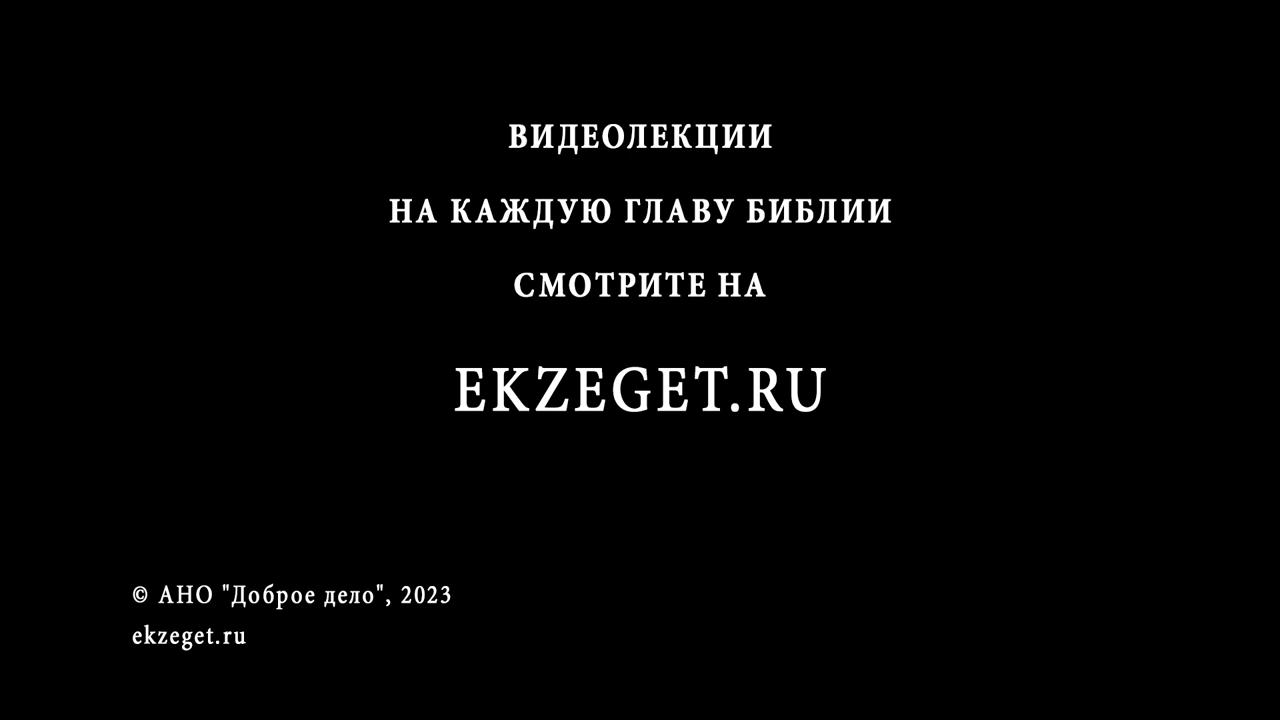 ВИДЕОЛЕКЦИИ
НА КАЖДУЮ ГЛАВУ БИБЛИИ
СМОТРИТЕ НА
EKZEGET.RU
© АНО "Доброе дело", 2023
ekzeget.ru